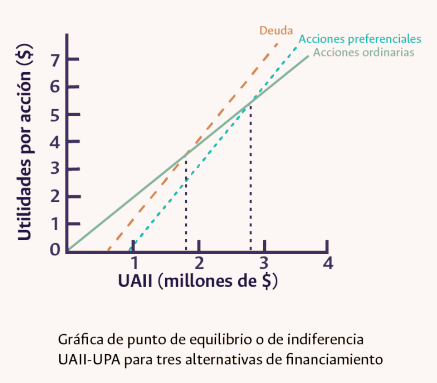 Deuda
Acciones preferenciales
Acciones ordinarias
Utilidades por acción ($)
7
6
5
4
3
2
1
0
1
2
3
4
UAII (millones de $)
Gráfica de punto de equilibrio o de indiferencia
UAII-UPA para tres alternativas de financiamiento